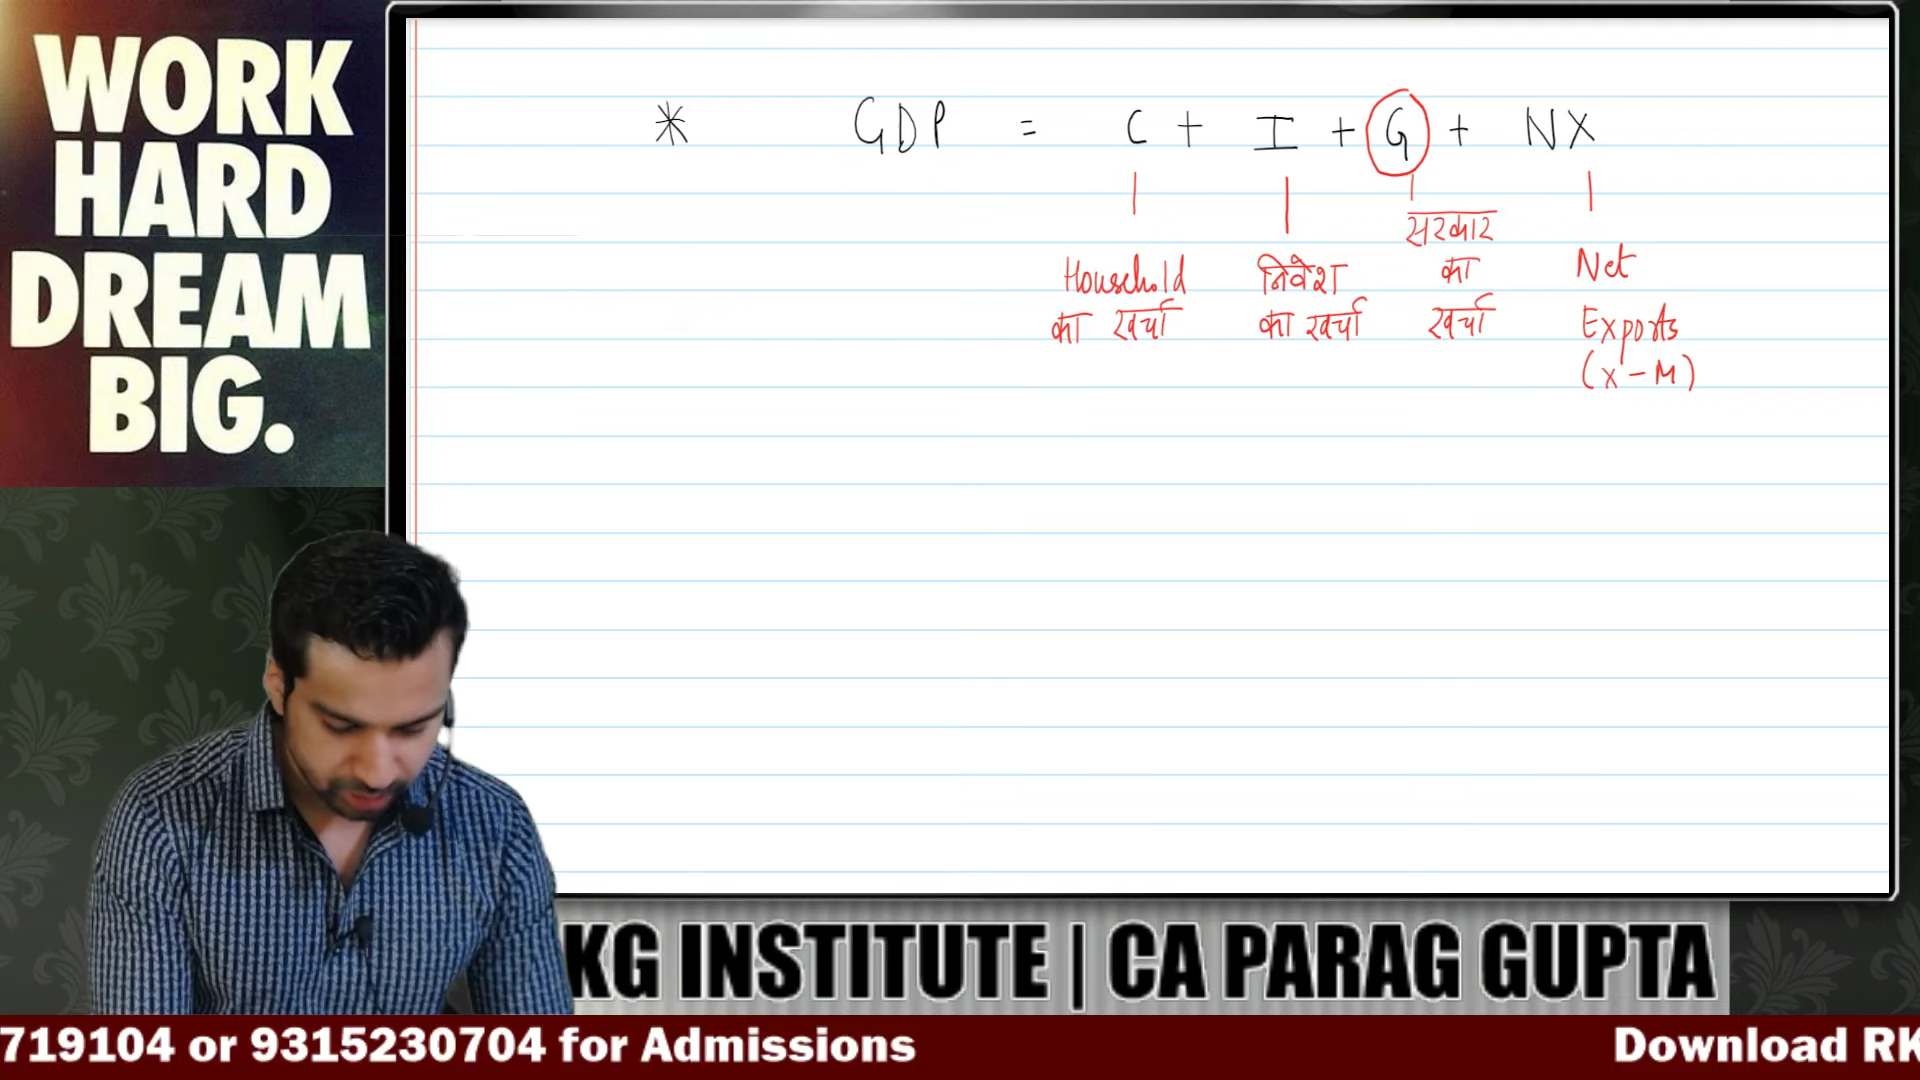 WORK
HARD
DREAM
BIG.
* GDP = C + I + G + NX
Household
का खर्चा
निवेश
का खर्चा
सरकार
का
खर्चा
Net
Exports
(X - M)
KG INSTITUTE | CA PARAG GUPTA
719104 or 9315230704 for Admissions
Download RK